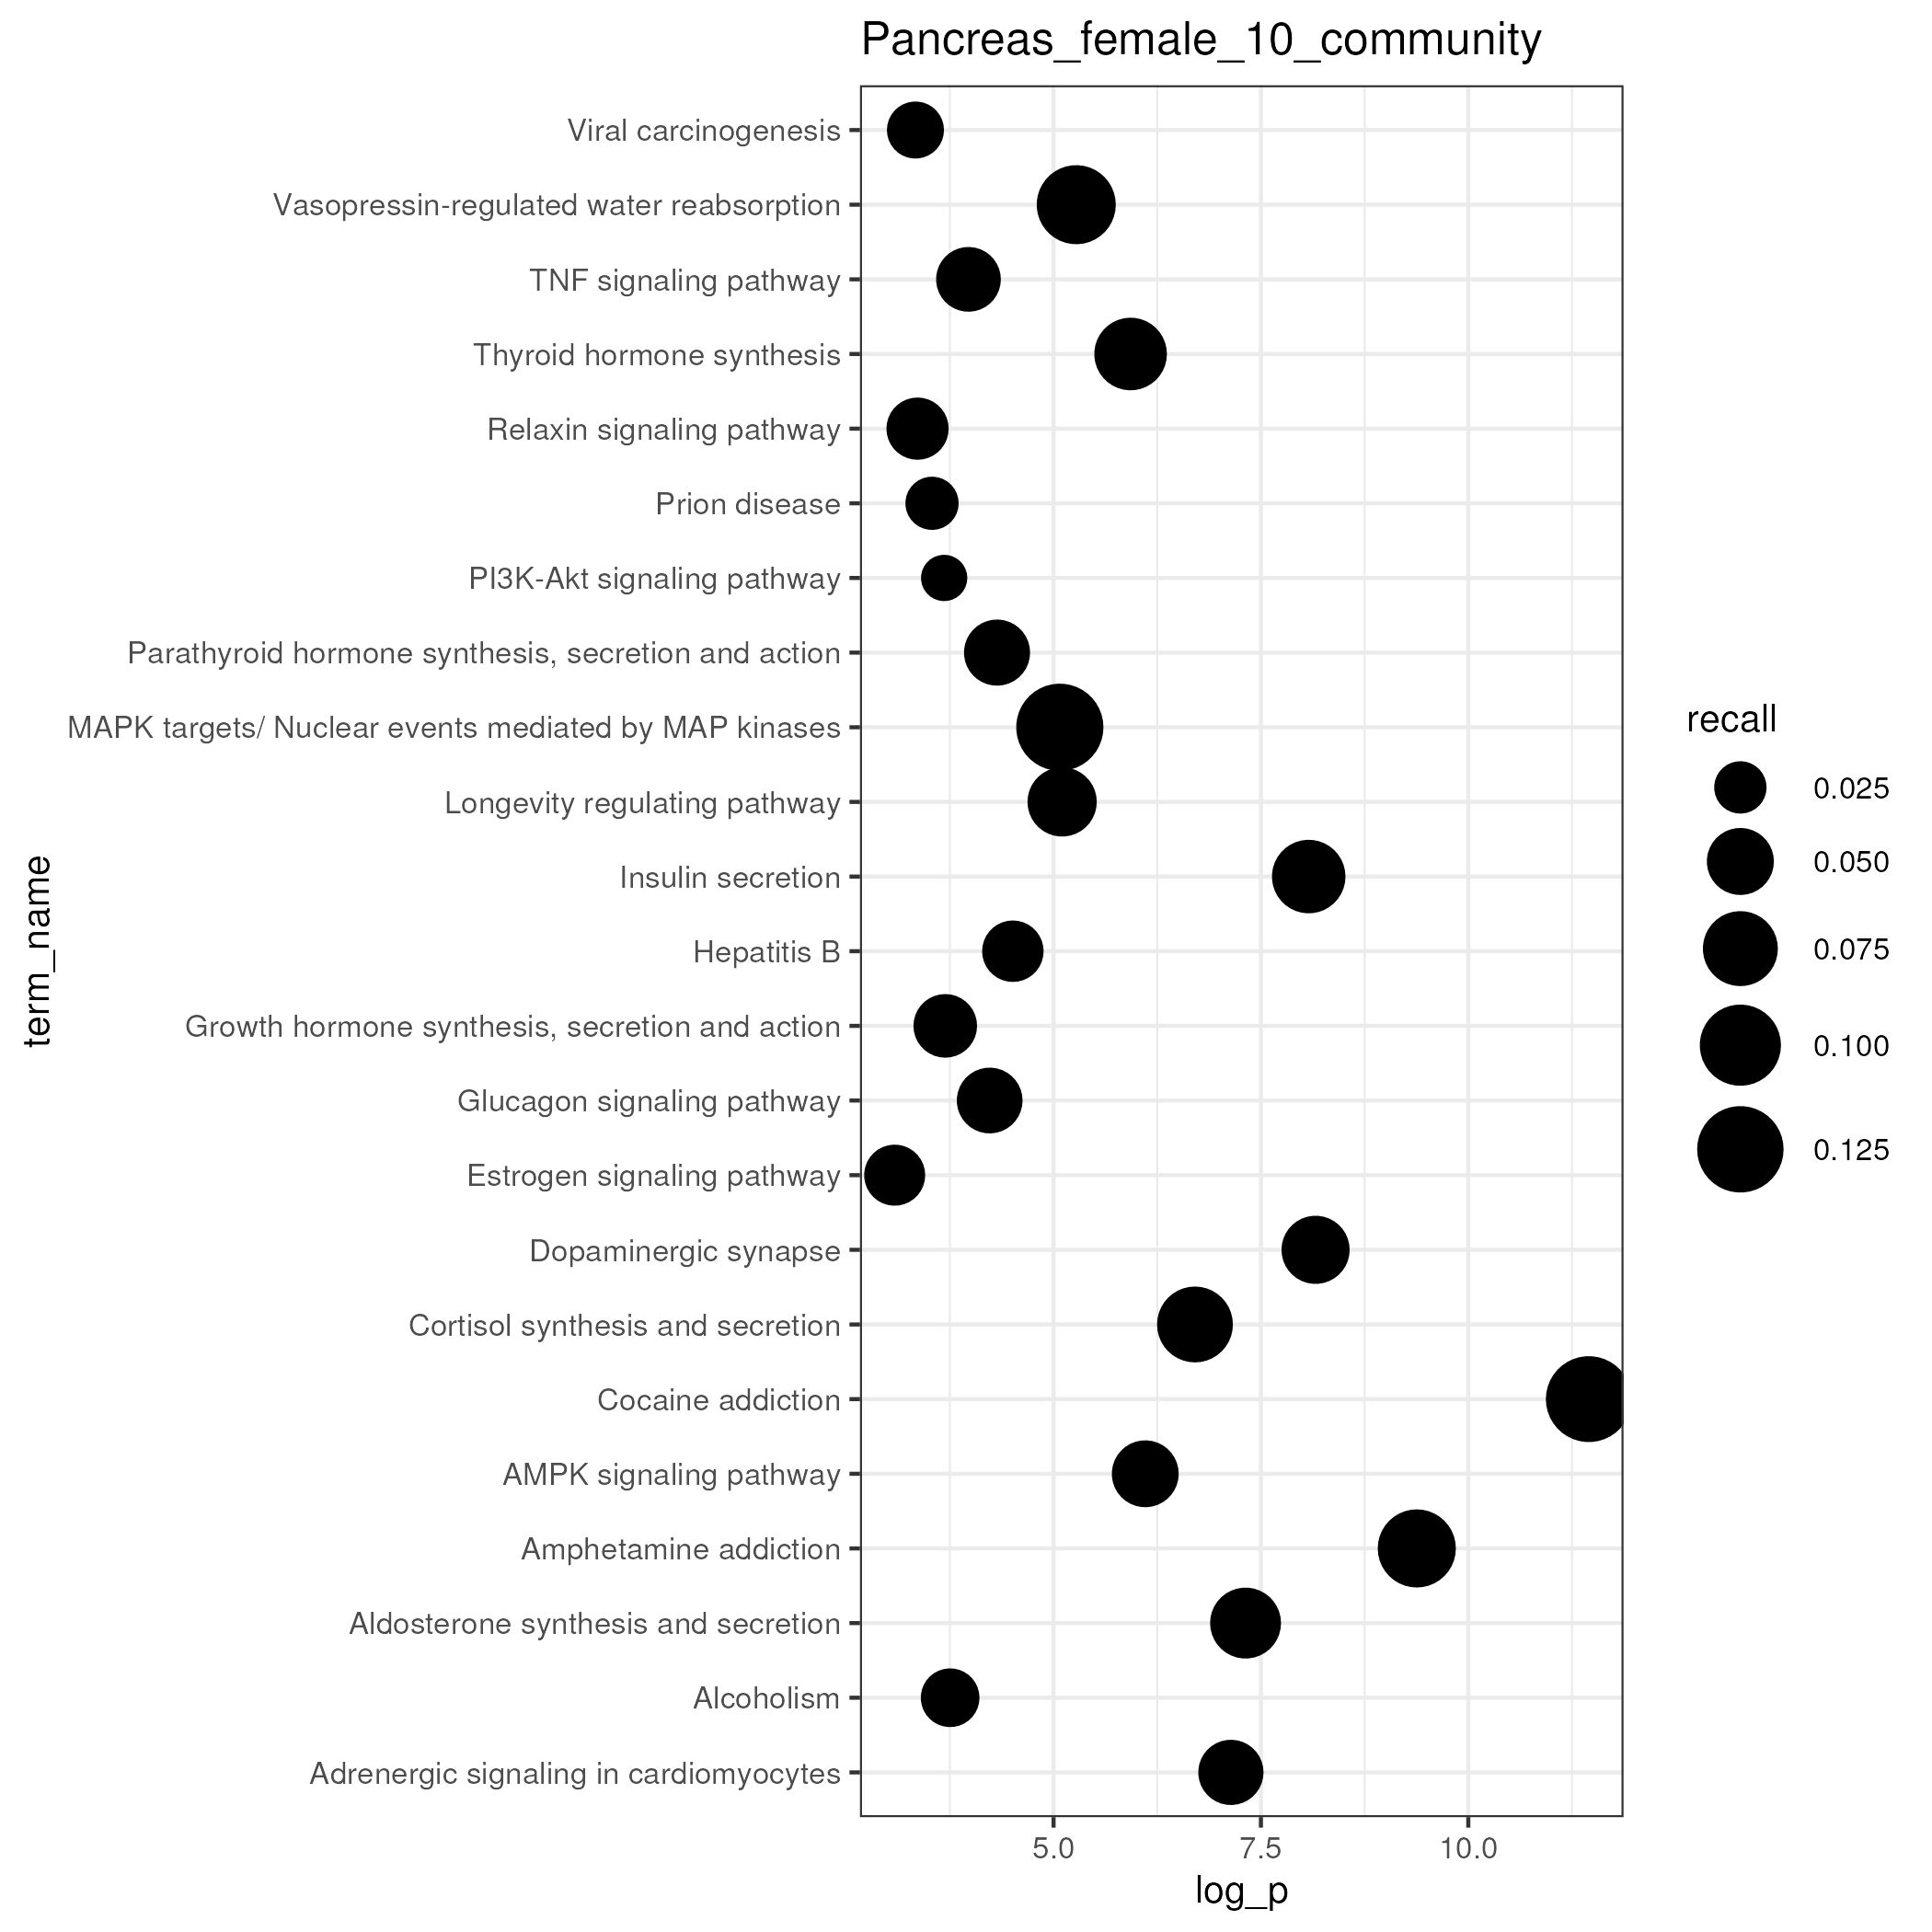 Pancreas_female_10_community
Viral carcinogenesis
Vasopressin-regulated water reabsorption
TNF signaling pathway
Thyroid hormone synthesis
Relaxin signaling pathway
Prion disease
PI3K-Akt signaling pathway
Parathyroid hormone synthesis, secretion and action
MAPK targets/ Nuclear events mediated by MAP kinases
Longevity regulating pathway
Insulin secretion
Hepatitis B
Growth hormone synthesis, secretion and action
Glucagon signaling pathway
Estrogen signaling pathway
Dopaminergic synapse
Cortisol synthesis and secretion
Cocaine addiction
AMPK signaling pathway
Amphetamine addiction
Aldosterone synthesis and secretion
Alcoholism
Adrenergic signaling in cardiomyocytes
term_name
5.0 7.5 10.0
log_p
recall
0.025
0.050
0.075
0.100
0.125